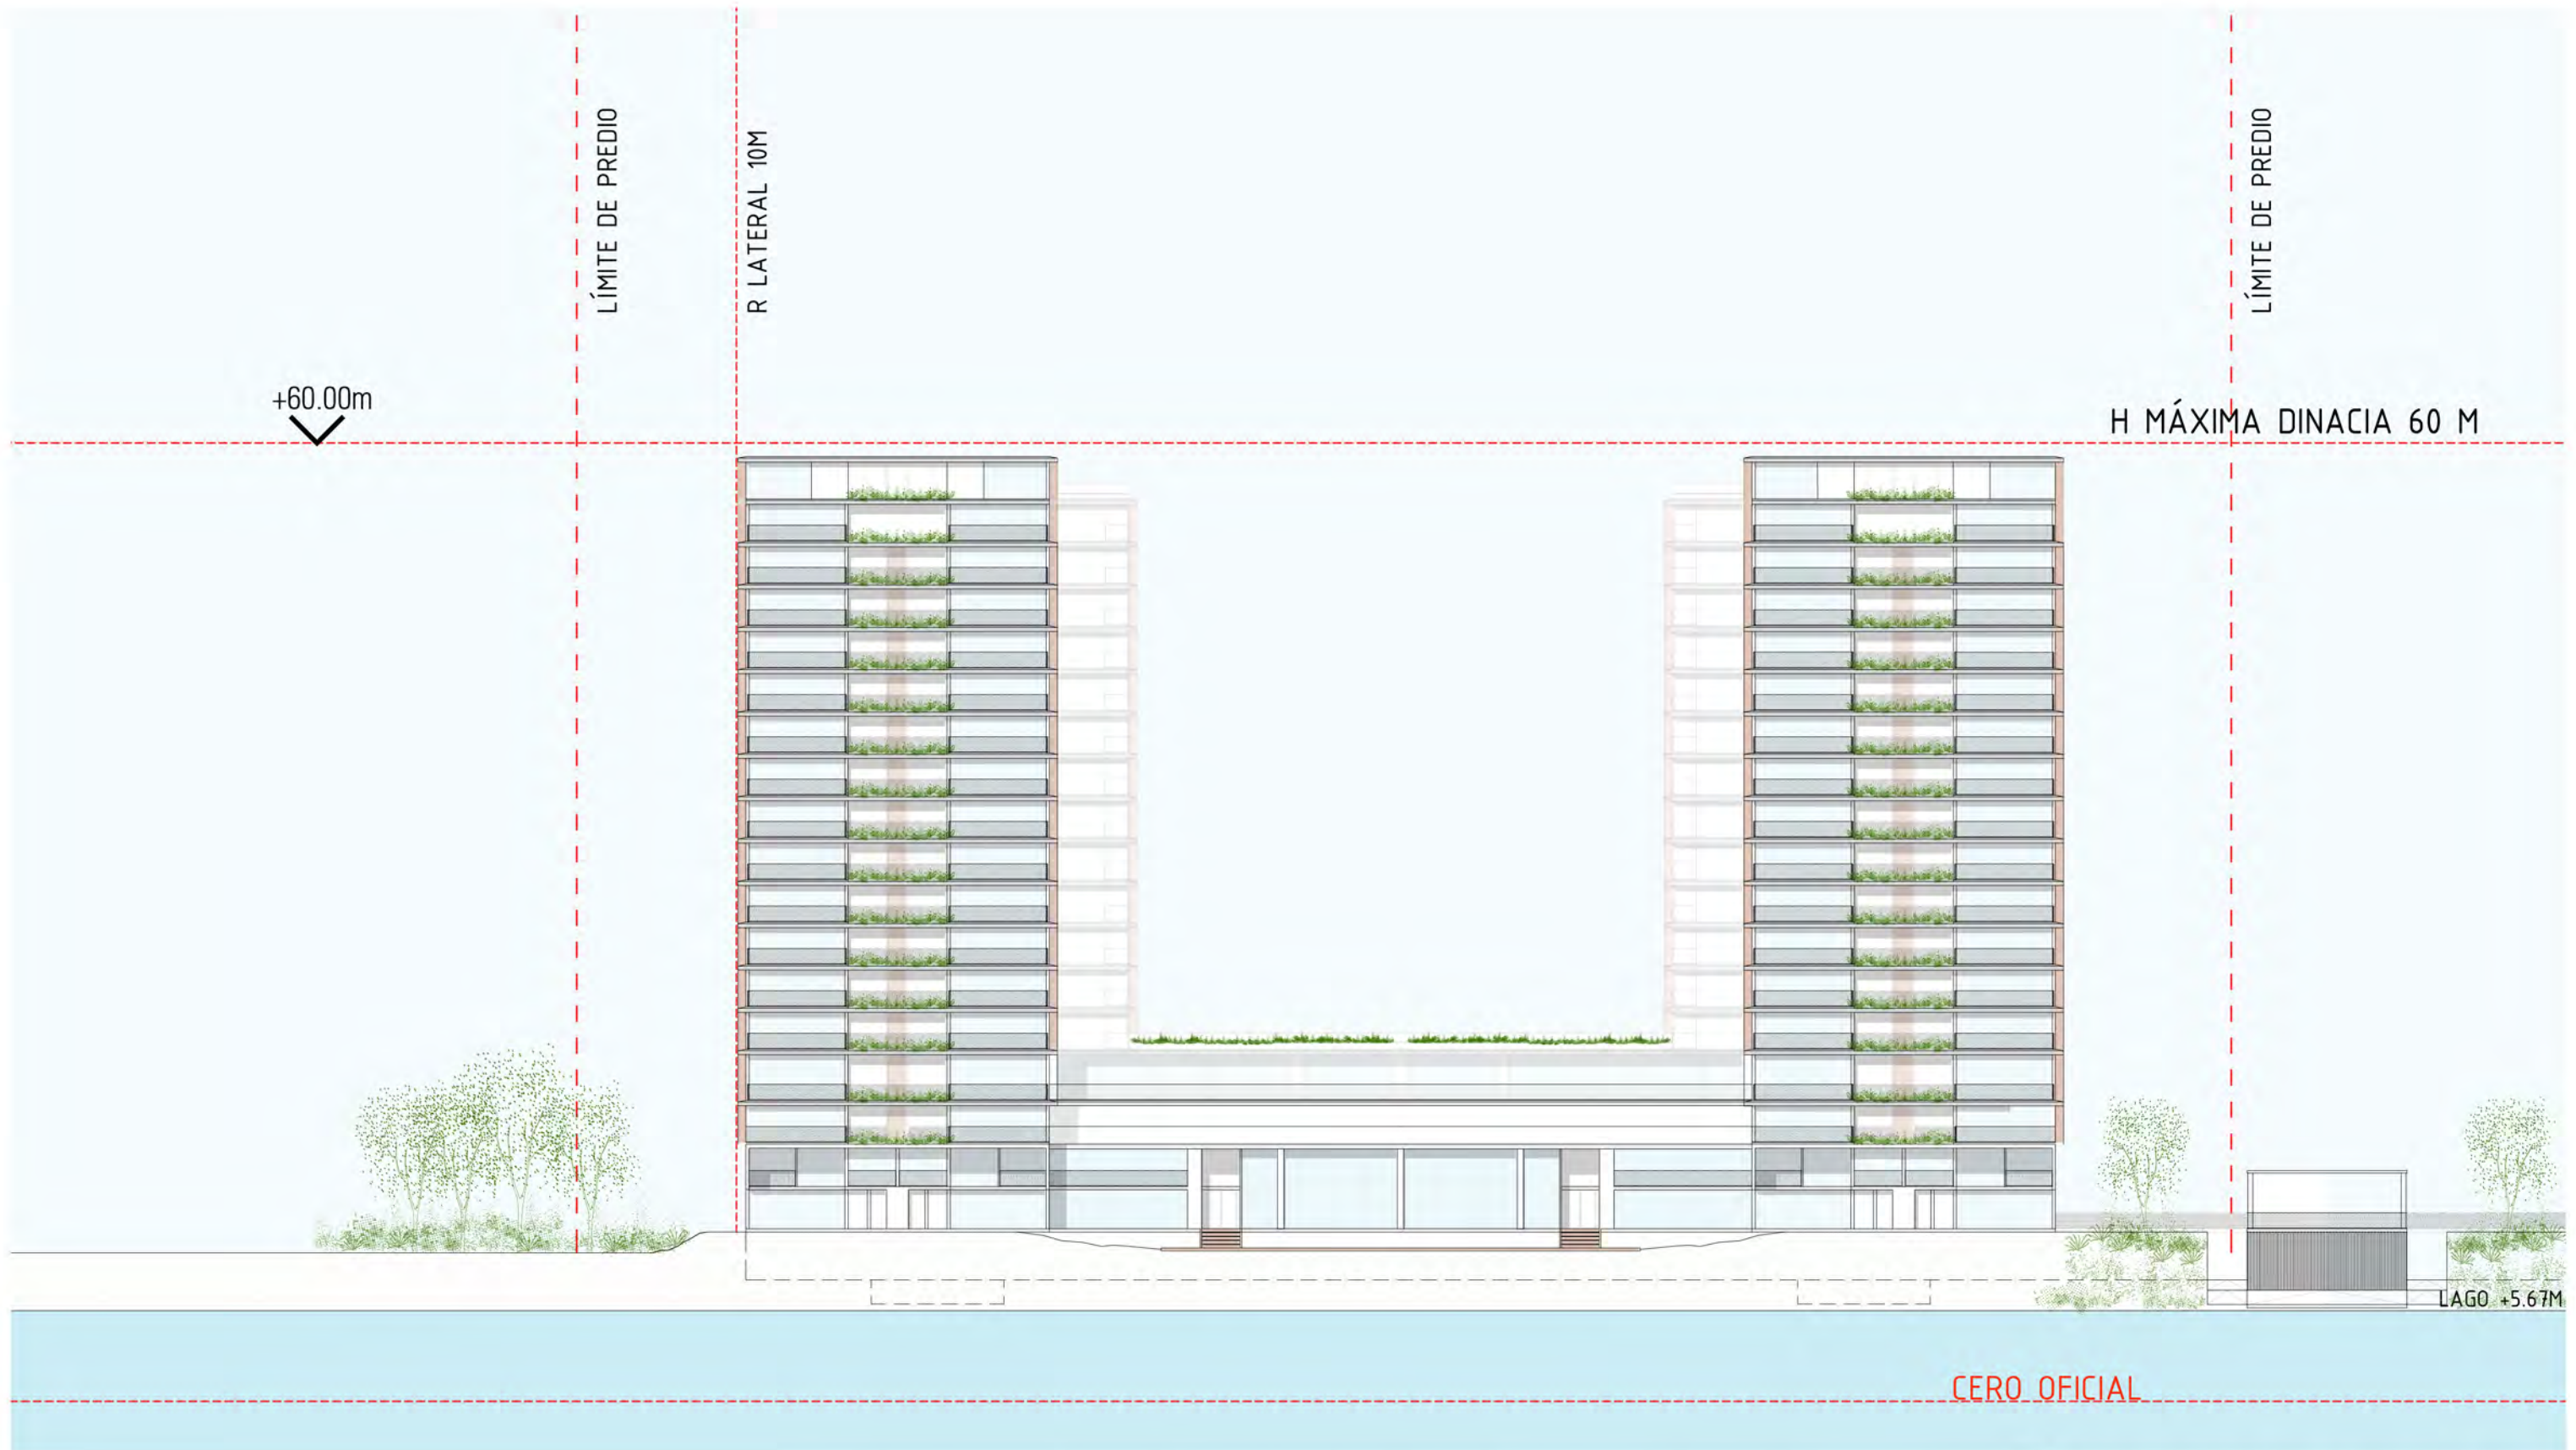 LÍMITE DE PREDIO
R LATERAL 10M
LÍMITE DE PREDIO
+60.00m
H MÁXIMA DINACIA 60 M
LAGO +5.67M
CERO OFICIAL